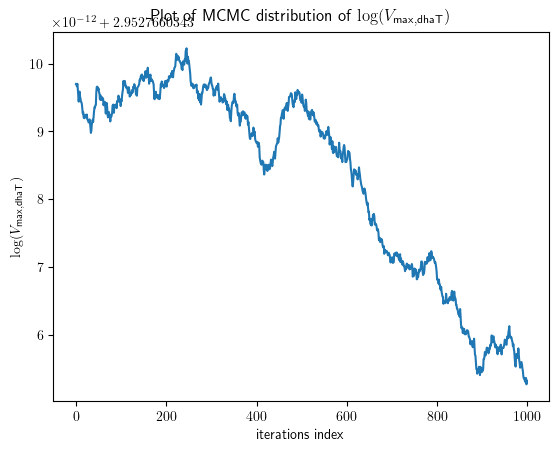 Plot of MCMC distribution of log(V_max,dhaT)
×10⁻¹² + 2.9527660343
10
9
8
7
6
log(V_max,dhaT)
0 200 400 600 800 1000
iterations index